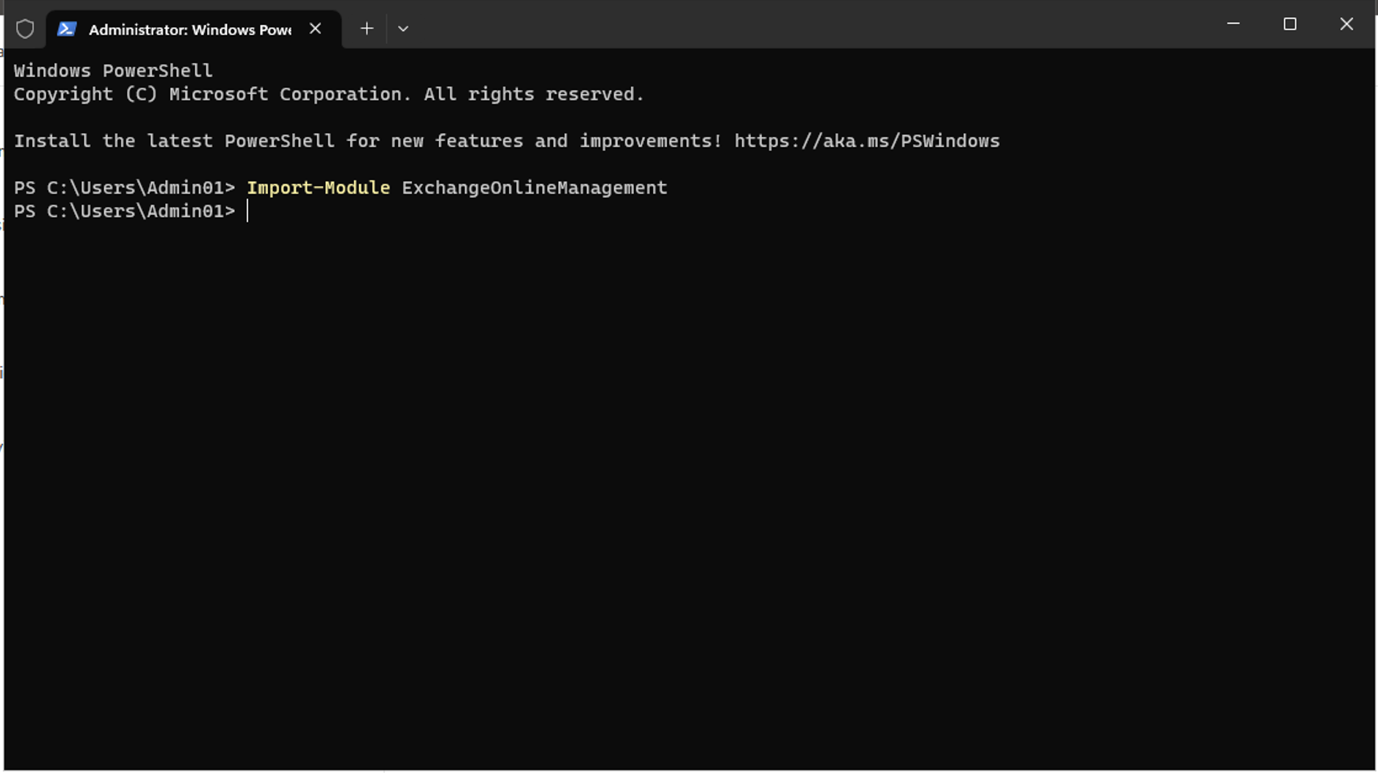 Administrator: Windows Powe
Windows PowerShell
Copyright (C) Microsoft Corporation. All rights reserved.
Install the latest PowerShell for new features and improvements! https://aka.ms/PSWindows
PS C:\Users\Admin01> Import-Module ExchangeOnlineManagement
PS C:\Users\Admin01>